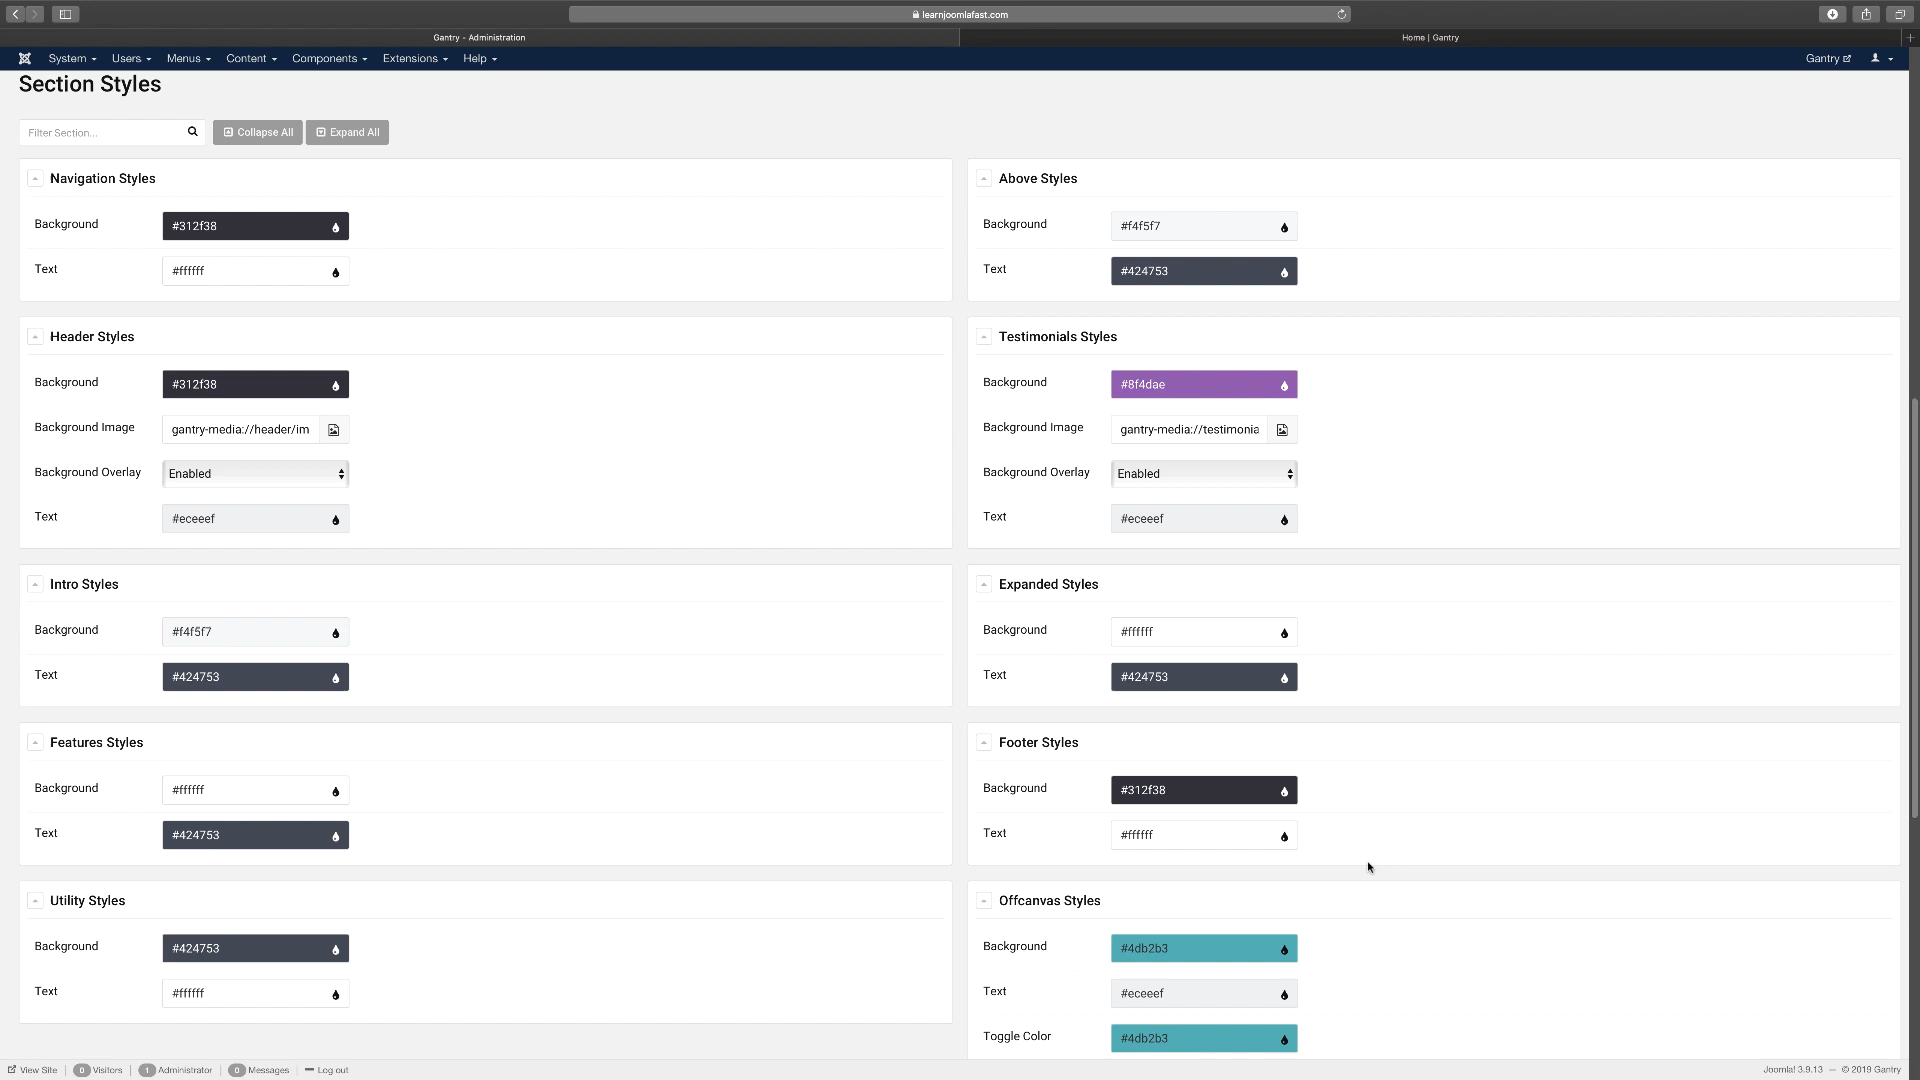 learnjoomlafast.com
Gantry - Administration
Home | Gantry
System
Users
Menus
Content
Components
Extensions
Help
Gantry
Section Styles
Filter Section...
Collapse All
Expand All
Navigation Styles
Background
#312f38
Text
#ffffff
Above Styles
Background
#f4f5f7
Text
#424753
Header Styles
Background
#312f38
Background Image
gantry-media://header/im
Background Overlay
Enabled
Text
#eceeef
Testimonials Styles
Background
#8f4dae
Background Image
gantry-media://testimonia
Background Overlay
Enabled
Text
#eceeef
Intro Styles
Background
#f4f5f7
Text
#424753
Expanded Styles
Background
#ffffff
Text
#424753
Features Styles
Background
#ffffff
Text
#424753
Footer Styles
Background
#312f38
Text
#ffffff
Utility Styles
Background
#424753
Text
#ffffff
Offcanvas Styles
Background
#4db2b3
Text
#eceeef
Toggle Color
#4db2b3
View Site
0 Visitors
1 Administrator
0 Messages
Log out
Joomla! 3.9.13 — © 2019 Gantry